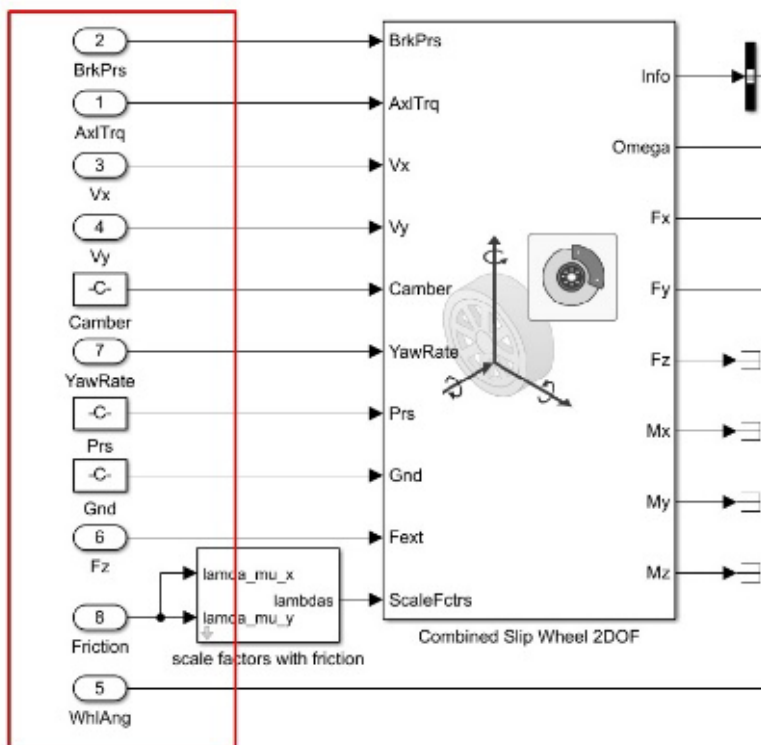 2
BrkPrs
BrkPrs
1
AxlTrq
AxlTrq
3
Vx
Vx
4
Vy
Vy
-C-
Camber
Camber
7
YawRate
YawRate
-C-
Prs
Prs
-C-
Gnd
Gnd
6
Fz
Fext
8
Friction
lamda_mu_x
lambdas
lamda_mu_y
scale factors with friction
ScaleFctrs
5
WhlAng
Info
Omega
Fx
Fy
Fz
Mx
My
Mz
Combined Slip Wheel 2DOF